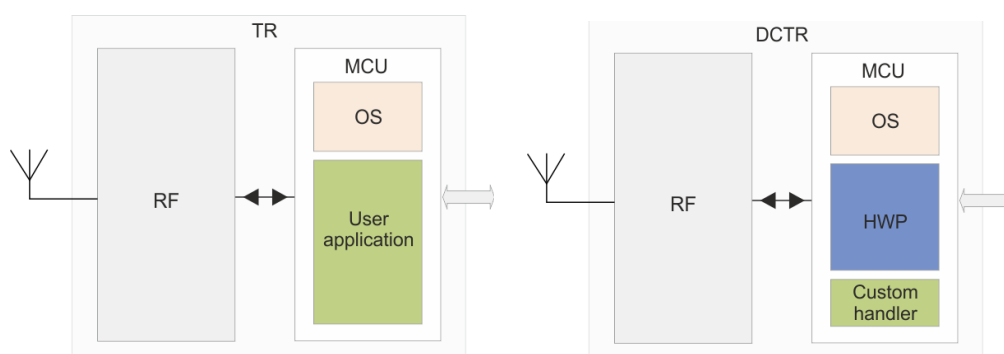 TR
MCU
OS
RF
User
application
DCTR
MCU
OS
RF
HWP
Custom
handler